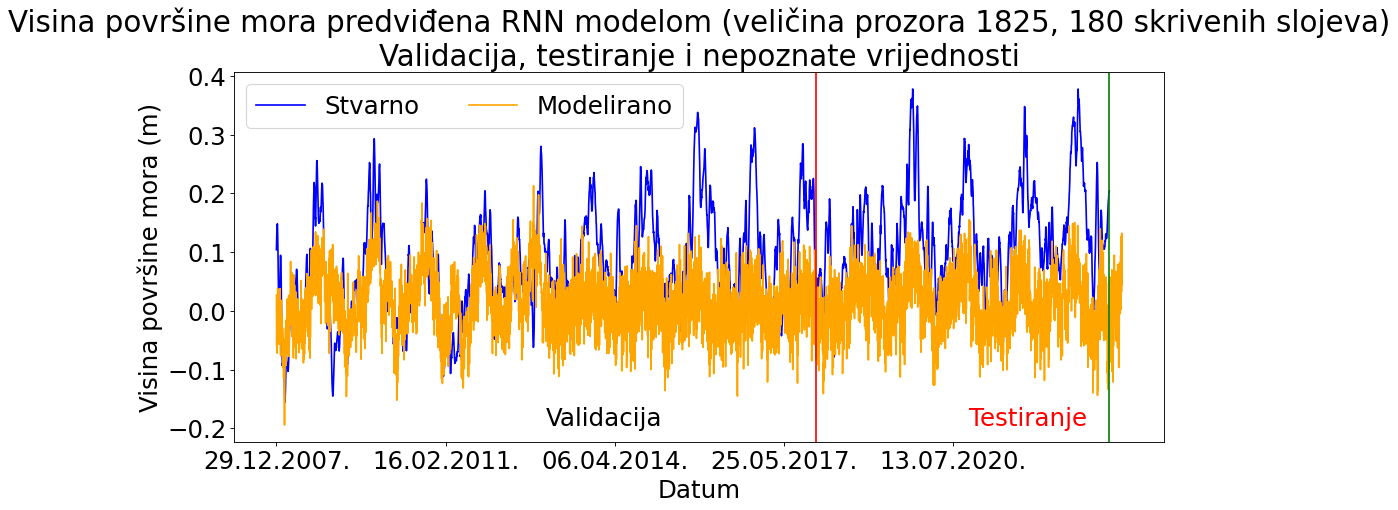 Visina površine mora predviđena RNN modelom (veličina prozora 1825, 180 skrivenih slojeva)
Validacija, testiranje i nepoznate vrijednosti
Stvarno Modelirano
Visina površine mora (m)
0.4
0.3
0.2
0.1
0.0
−0.1
−0.2
Validacija
Testiranje
29.12.2007. 16.02.2011. 06.04.2014. 25.05.2017. 13.07.2020.
Datum